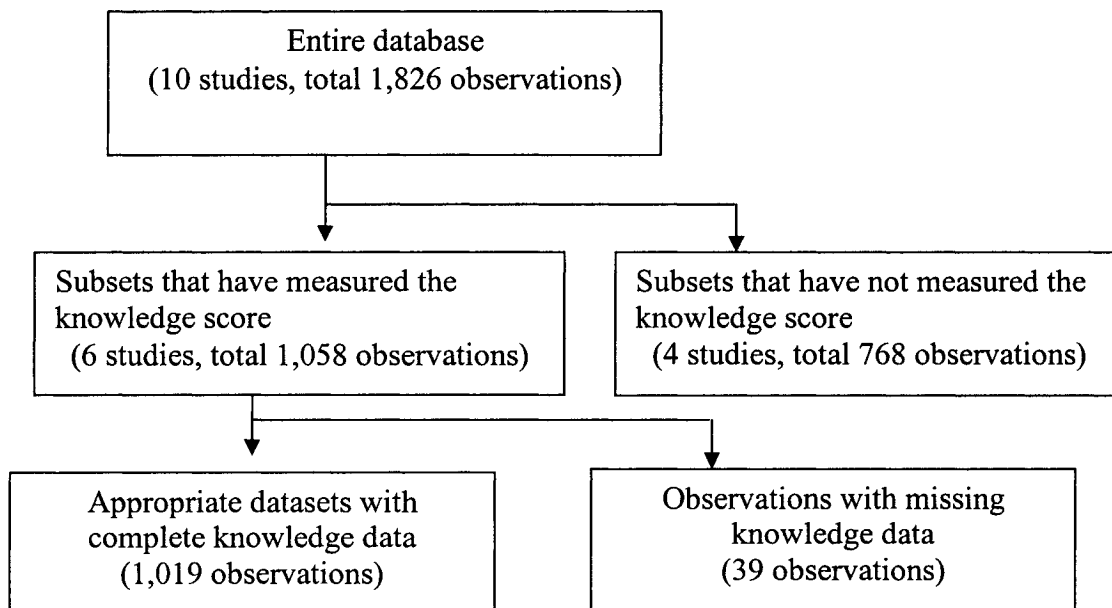 Entire database
(10 studies, total 1,826 observations)
Subsets that have measured the
knowledge score
(6 studies, total 1,058 observations)
Subsets that have not measured the
knowledge score
(4 studies, total 768 observations)
Appropriate datasets with
complete knowledge data
(1,019 observations)
Observations with missing
knowledge data
(39 observations)